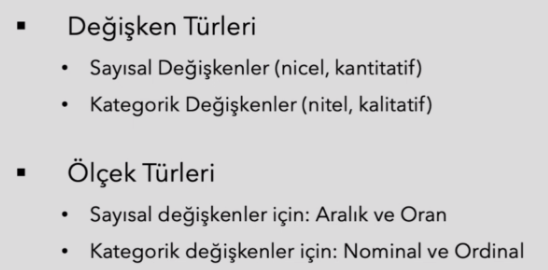 ▪ Değişken Türleri
• Sayısal Değişkenler (nicel, kantitatif)
• Kategorik Değişkenler (nitel, kalitatif)
▪ Ölçek Türleri
• Sayısal değişkenler için: Aralık ve Oran
• Kategorik değişkenler için: Nominal ve Ordinal